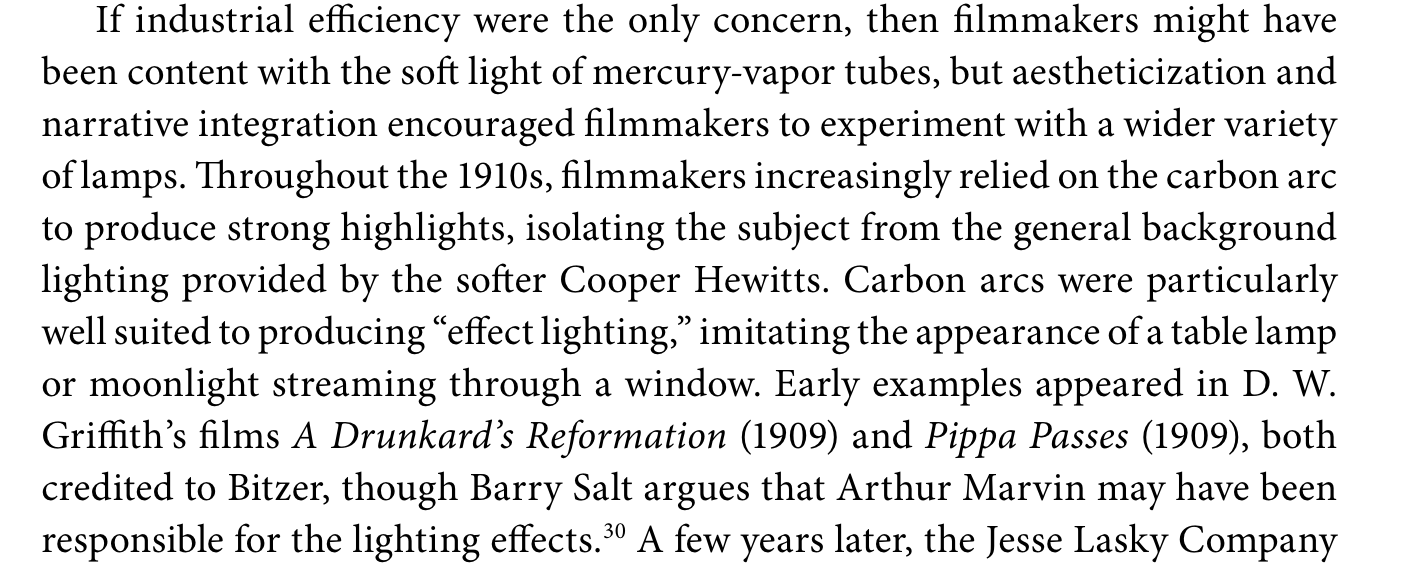 If industrial efficiency were the only concern, then filmmakers might have
been content with the soft light of mercury-vapor tubes, but aestheticization and
narrative integration encouraged filmmakers to experiment with a wider variety
of lamps. Throughout the 1910s, filmmakers increasingly relied on the carbon arc
to produce strong highlights, isolating the subject from the general background
lighting provided by the softer Cooper Hewitts. Carbon arcs were particularly
well suited to producing “effect lighting,” imitating the appearance of a table lamp
or moonlight streaming through a window. Early examples appeared in D. W.
Griffith’s films A Drunkard’s Reformation (1909) and Pippa Passes (1909), both
credited to Bitzer, though Barry Salt argues that Arthur Marvin may have been
responsible for the lighting effects.30 A few years later, the Jesse Lasky Company